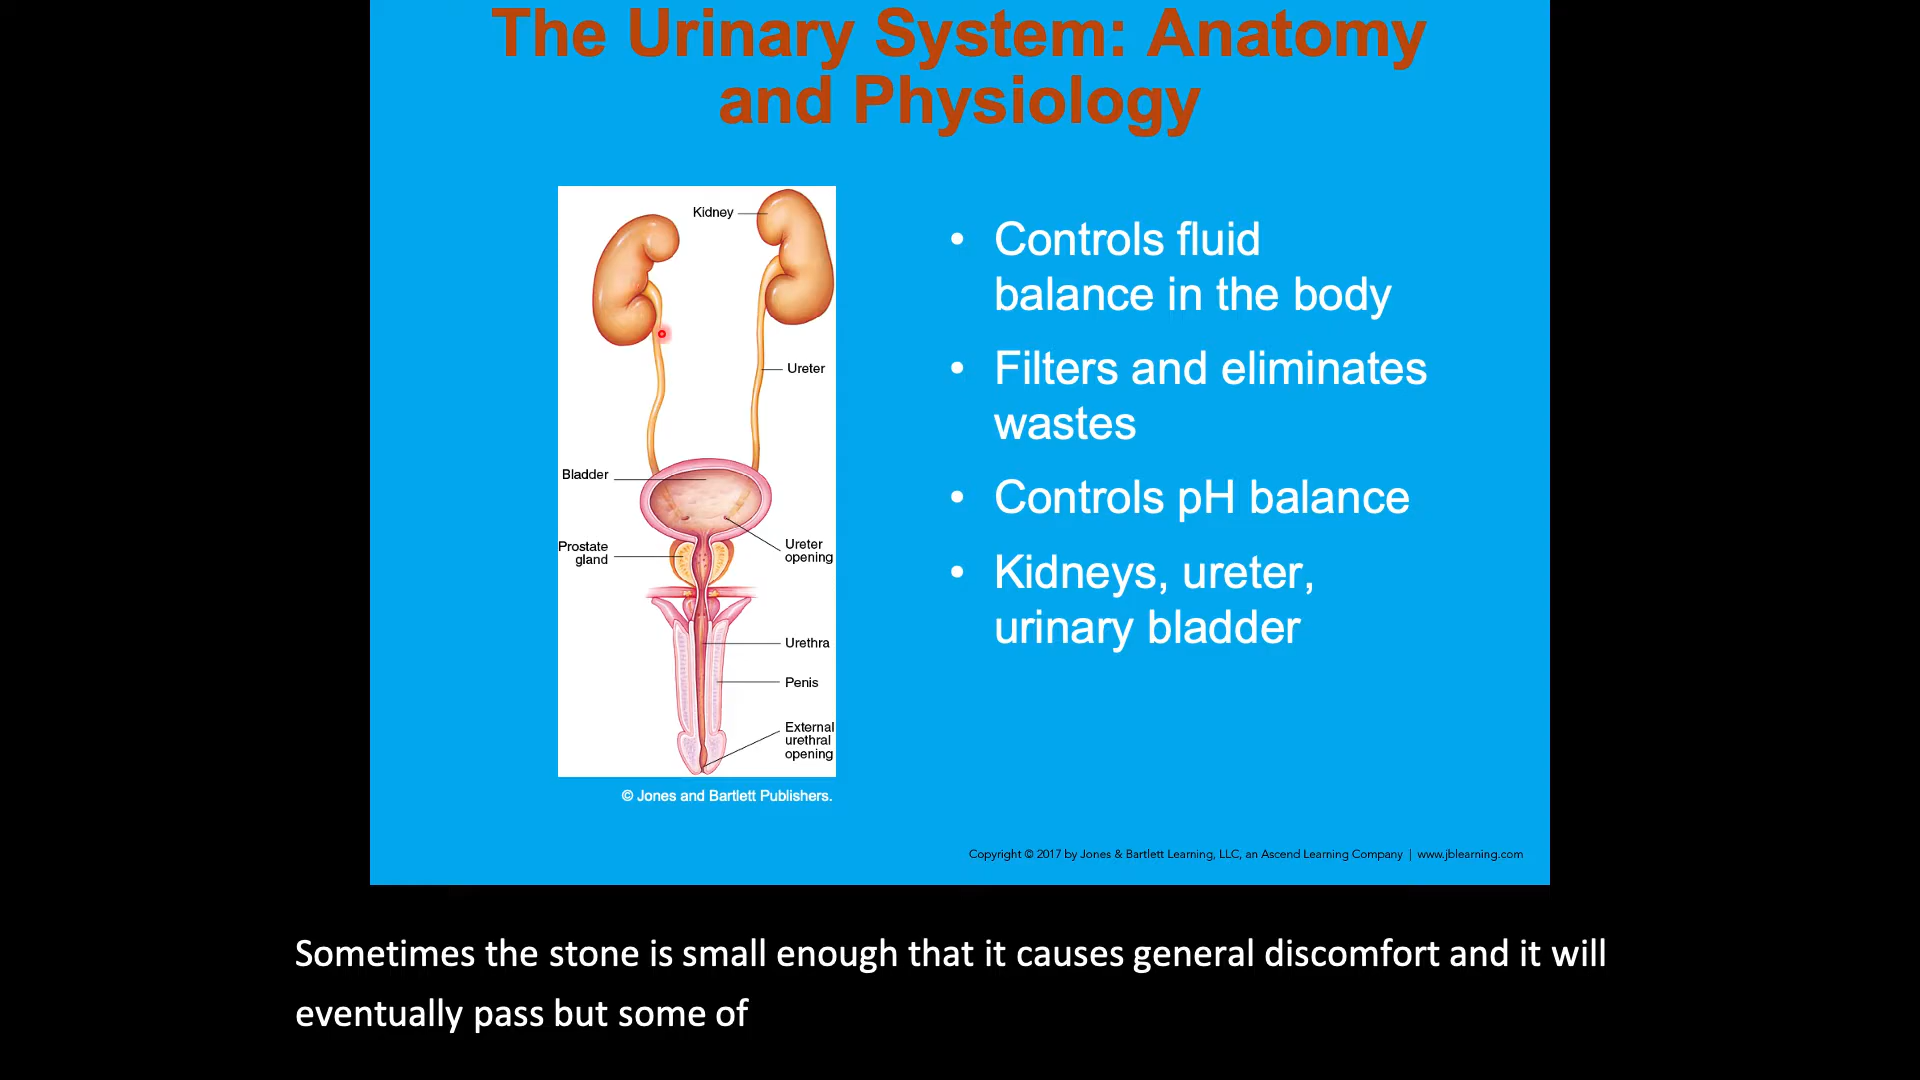 The Urinary System: Anatomy
and Physiology
Kidney
Ureter
Bladder
Prostate
gland
Ureter
opening
Urethra
Penis
External
urethral
opening
© Jones and Bartlett Publishers.
• Controls fluid
balance in the body
• Filters and eliminates
wastes
• Controls pH balance
• Kidneys, ureter,
urinary bladder
Copyright © 2017 by Jones & Bartlett Learning, LLC, an Ascend Learning Company | www.jblearning.com
Sometimes the stone is small enough that it causes general discomfort and it will
eventually pass but some of